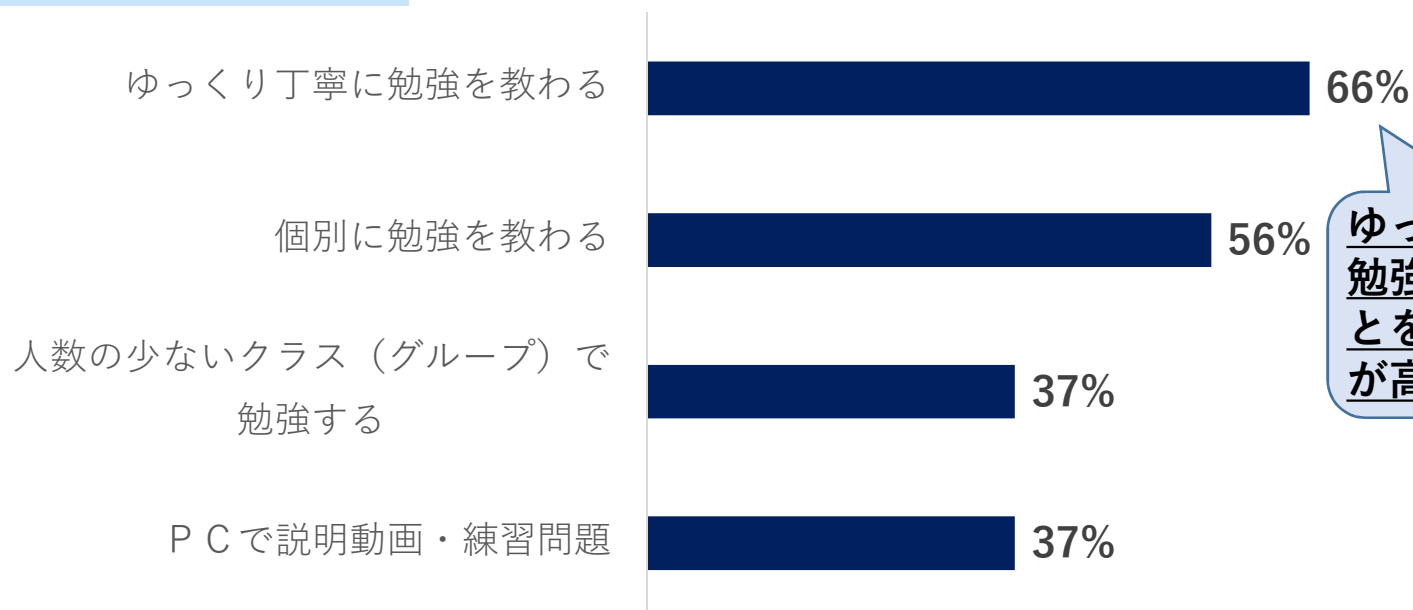 ゆっくり丁寧に勉強を教わる
66%
個別に勉強を教わる
56%
人数の少ないクラス（グループ）で
勉強する
37%
ＰＣで説明動画・練習問題
37%
ゆっ
勉強
とを
が高